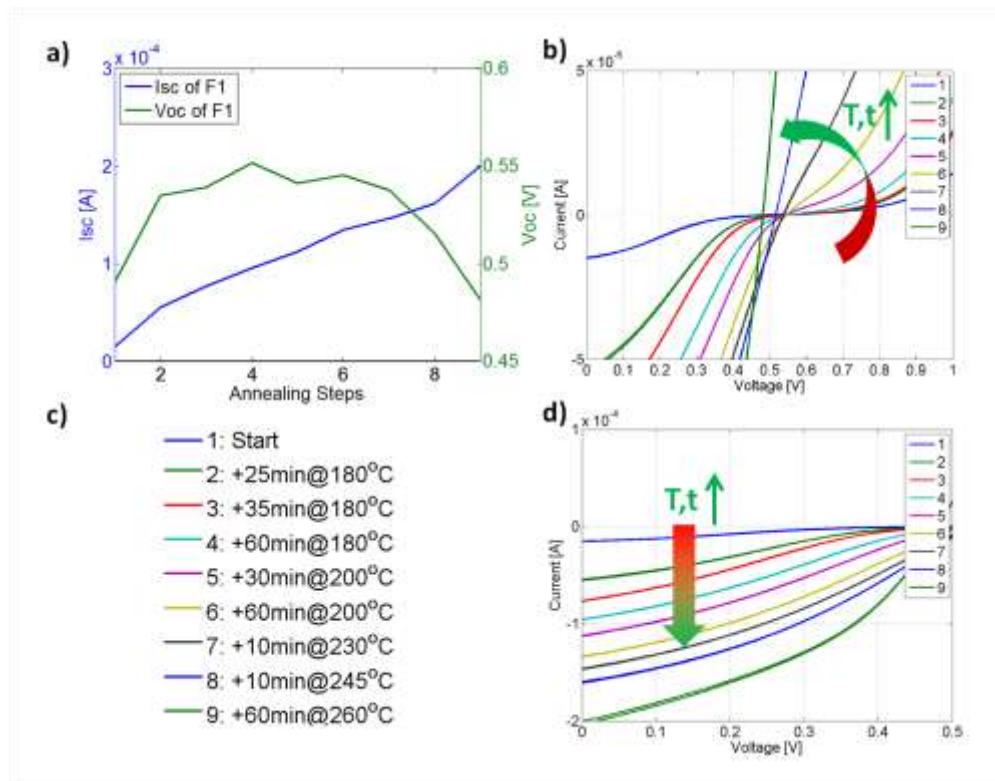 a)
x 10⁻⁴
3
2
1
0
Isc [A]
Isc of F1
Voc of F1
0.6
0.55
0.5
0.45
Voc [V]
2
4
6
8
Annealing Steps
b)
x 10⁻⁵
5
0
-5
Current [A]
T,t
1
2
3
4
5
6
7
8
9
0
0.1
0.2
0.3
0.4
0.5
0.6
0.7
0.8
0.9
1
Voltage [V]
c)
1: Start
2: +25min@180°C
3: +35min@180°C
4: +60min@180°C
5: +30min@200°C
6: +60min@200°C
7: +10min@230°C
8: +10min@245°C
9: +60min@260°C
d)
x 10⁻⁴
1
0
-1
-2
Current [A]
T,t
1
2
3
4
5
6
7
8
9
0
0.1
0.2
0.3
0.4
0.5
Voltage [V]